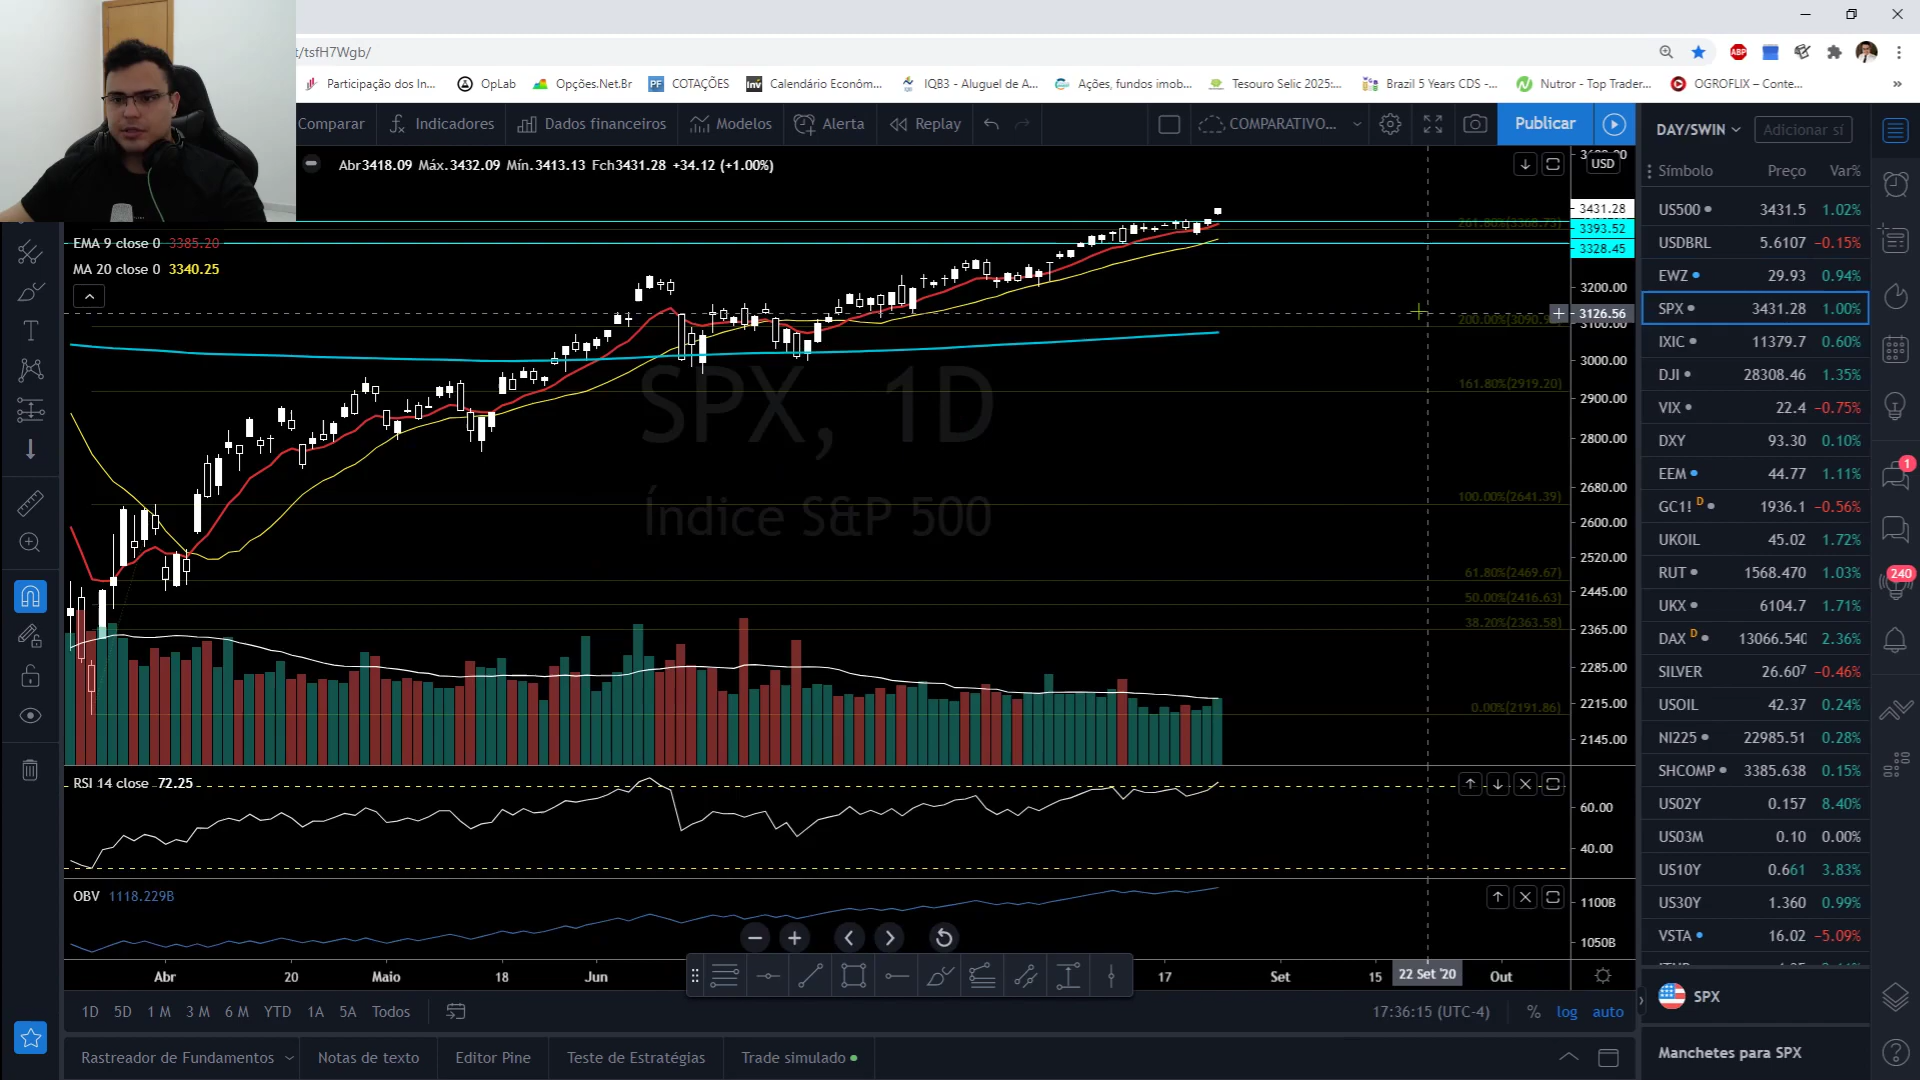 t/tsfH7Wgb/
Participação dos In...
OpLab
Opções.Net.Br
COTAÇÕES
Calendário Econôm...
IQB3 - Aluguel de A...
Ações, fundos imob...
Tesouro Selic 2025:...
Brazil 5 Years CDS -...
Nutror - Top Trader...
OGROFLIX – Conte...
»
Comparar
Indicadores
Dados financeiros
Modelos
Alerta
Replay
COMPARATIVO...
Publicar
DAY/SWIN
Adicionar sí
Abr3418.09 Máx.3432.09 Mín.3413.13 Fch3431.28 +34.12 (+1.00%)
USD
Símbolo Preço Var%
EMA 9 close 0 3385.20
MA 20 close 0 3340.25
SPX, 1D
Índice S&P 500
261.80%(3368.73)
161.80%(2919.20)
100.00%(2641.39)
61.80%(2469.67)
50.00%(2416.63)
38.20%(2363.58)
0.00%(2191.86)
3431.28
3393.52
3328.45
3200.00
3126.56
3000.00
2900.00
2800.00
2680.00
2600.00
2520.00
2445.00
2365.00
2285.00
2215.00
2145.00
US500 3431.5 1.02%
USDBRL 5.6107 −0.15%
EWZ 29.93 0.94%
SPX 3431.28 1.00%
IXIC 11379.7 0.60%
DJI 28308.46 1.35%
VIX 22.4 −0.75%
DXY 93.30 0.10%
EEM 44.77 1.11%
GC1! D 1936.1 −0.56%
UKOIL 45.02 1.72%
RUT 1568.470 1.03%
UKX 6104.7 1.71%
DAX D 13066.540 2.36%
SILVER 26.607 −0.46%
USOIL 42.37 0.24%
NI225 22985.51 0.28%
SHCOMP 3385.638 0.15%
US02Y 0.157 8.40%
US03M 0.10 0.00%
US10Y 0.661 3.83%
US30Y 1.360 0.99%
VSTA 16.02 −5.09%
1
240
RSI 14 close 72.25
60.00
40.00
OBV 1118.229B
1100B
1050B
Abr 20 Maio 18 Jun 17 Set 15 22 Set '20 Out
1D 5D 1 M 3 M 6 M YTD 1A 5A Todos
17:36:15 (UTC-4) % log auto
SPX
Rastreador de Fundamentos
Notas de texto
Editor Pine
Teste de Estratégias
Trade simulado
Manchetes para SPX